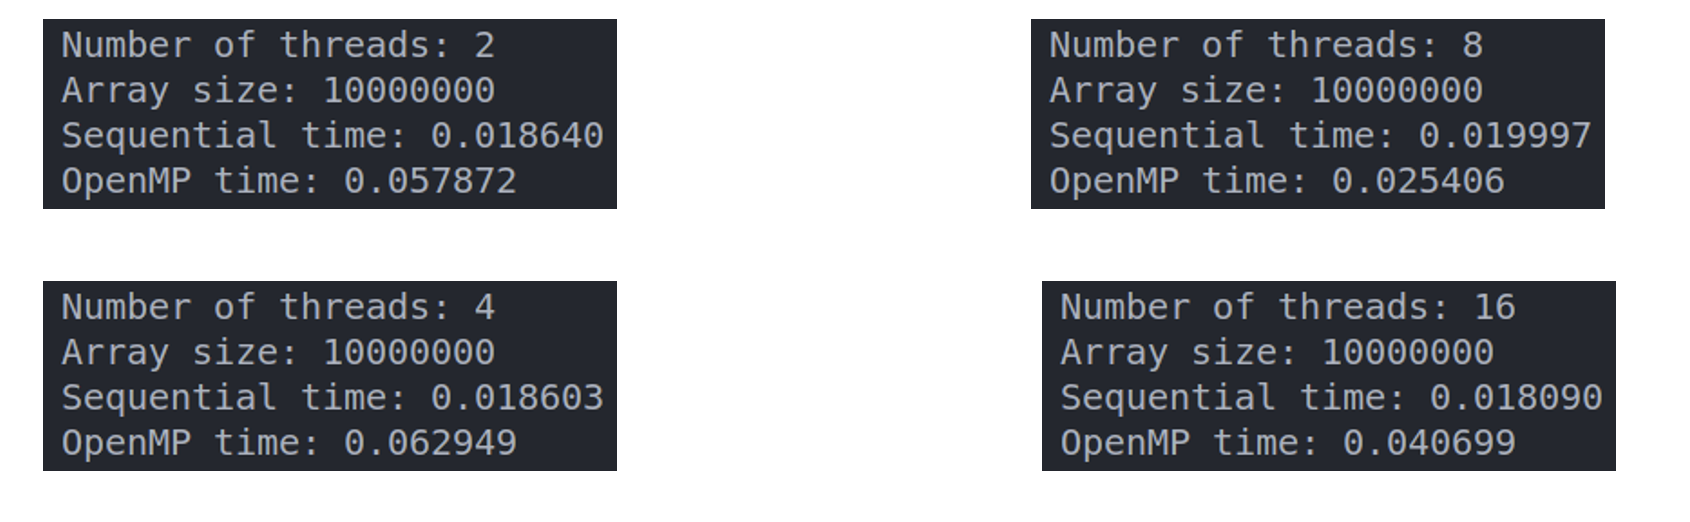 Number of threads: 2
Array size: 10000000
Sequential time: 0.018640
OpenMP time: 0.057872
Number of threads: 8
Array size: 10000000
Sequential time: 0.019997
OpenMP time: 0.025406
Number of threads: 4
Array size: 10000000
Sequential time: 0.018603
OpenMP time: 0.062949
Number of threads: 16
Array size: 10000000
Sequential time: 0.018090
OpenMP time: 0.040699